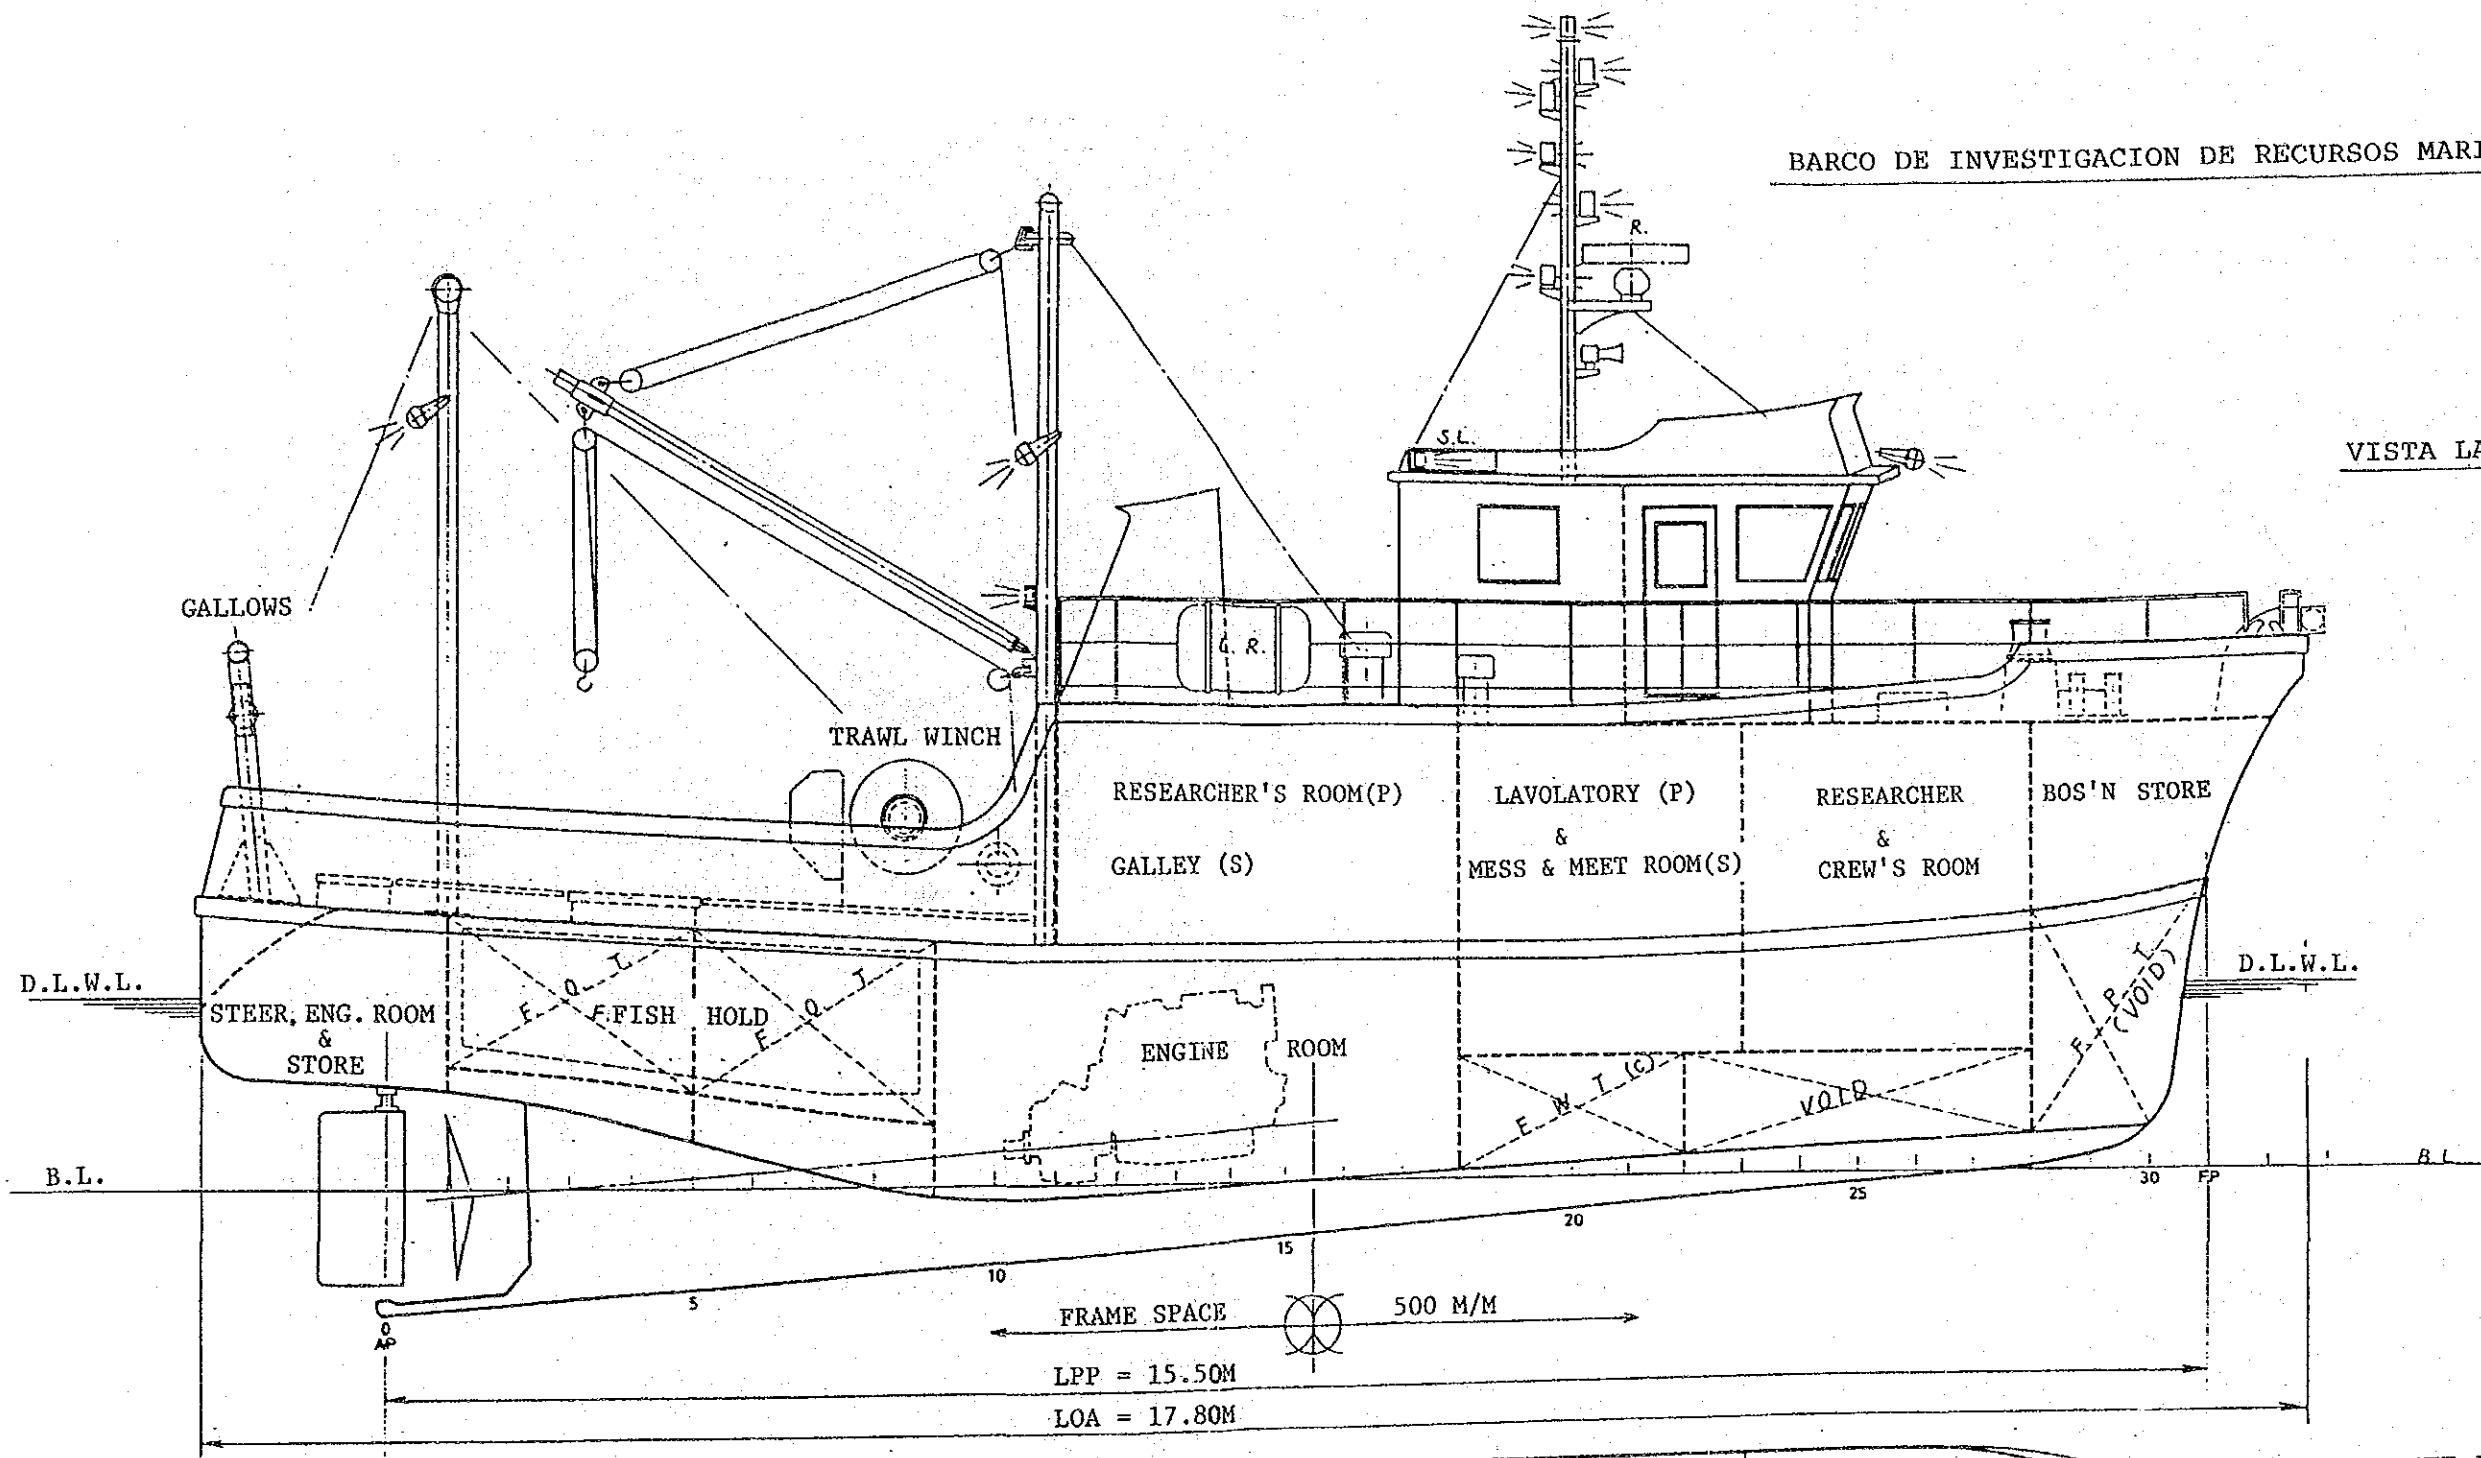 BARCO DE INVESTIGACION DE RECURSOS MARI
R.
VISTA LA
S.L.
GALLOWS
L. R.
TRAWL WINCH
RESEARCHER'S ROOM(P)
GALLEY (S)
LAVOLATORY (P)
&
MESS & MEET ROOM(S)
RESEARCHER
&
CREW'S ROOM
BOS'N STORE
D.L.W.L.
D.L.W.L.
STEER, ENG. ROOM
&
STORE
F. O. T
F.FISH HOLD
F. O. T
ENGINE ROOM
F. W. T (C)
VOID
F. P. T
(VOID)
B.L.
B.L
30 FP
25
20
15
10
5
0
AP
FRAME SPACE 500 M/M
LPP = 15.50M
LOA = 17.80M